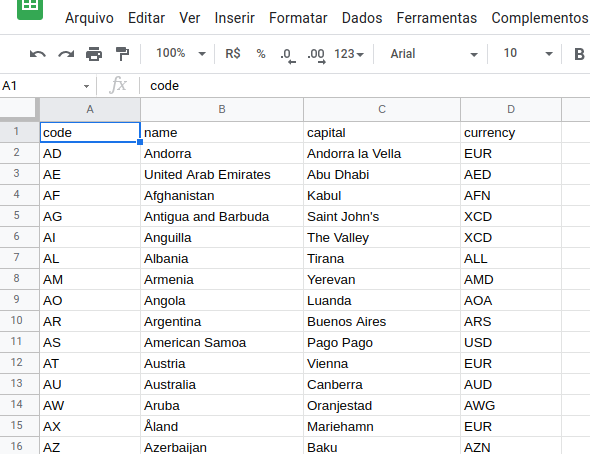 Arquivo Editar Ver Inserir Formatar Dados Ferramentas Complementos
100% R$ % .0 .00 123 Arial 10 B
A1 fx code
A B C D
1 code name capital currency
2 AD Andorra Andorra la Vella EUR
3 AE United Arab Emirates Abu Dhabi AED
4 AF Afghanistan Kabul AFN
5 AG Antigua and Barbuda Saint John's XCD
6 AI Anguilla The Valley XCD
7 AL Albania Tirana ALL
8 AM Armenia Yerevan AMD
9 AO Angola Luanda AOA
10 AR Argentina Buenos Aires ARS
11 AS American Samoa Pago Pago USD
12 AT Austria Vienna EUR
13 AU Australia Canberra AUD
14 AW Aruba Oranjestad AWG
15 AX Åland Mariehamn EUR
16 AZ Azerbaijan Baku AZN